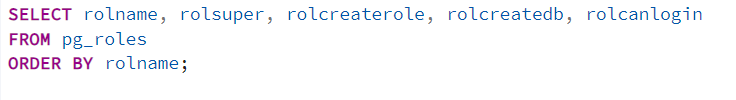 SELECT rolname, rolsuper, rolcreaterole, rolcreatedb, rolcanlogin
FROM pg_roles
ORDER BY rolname;